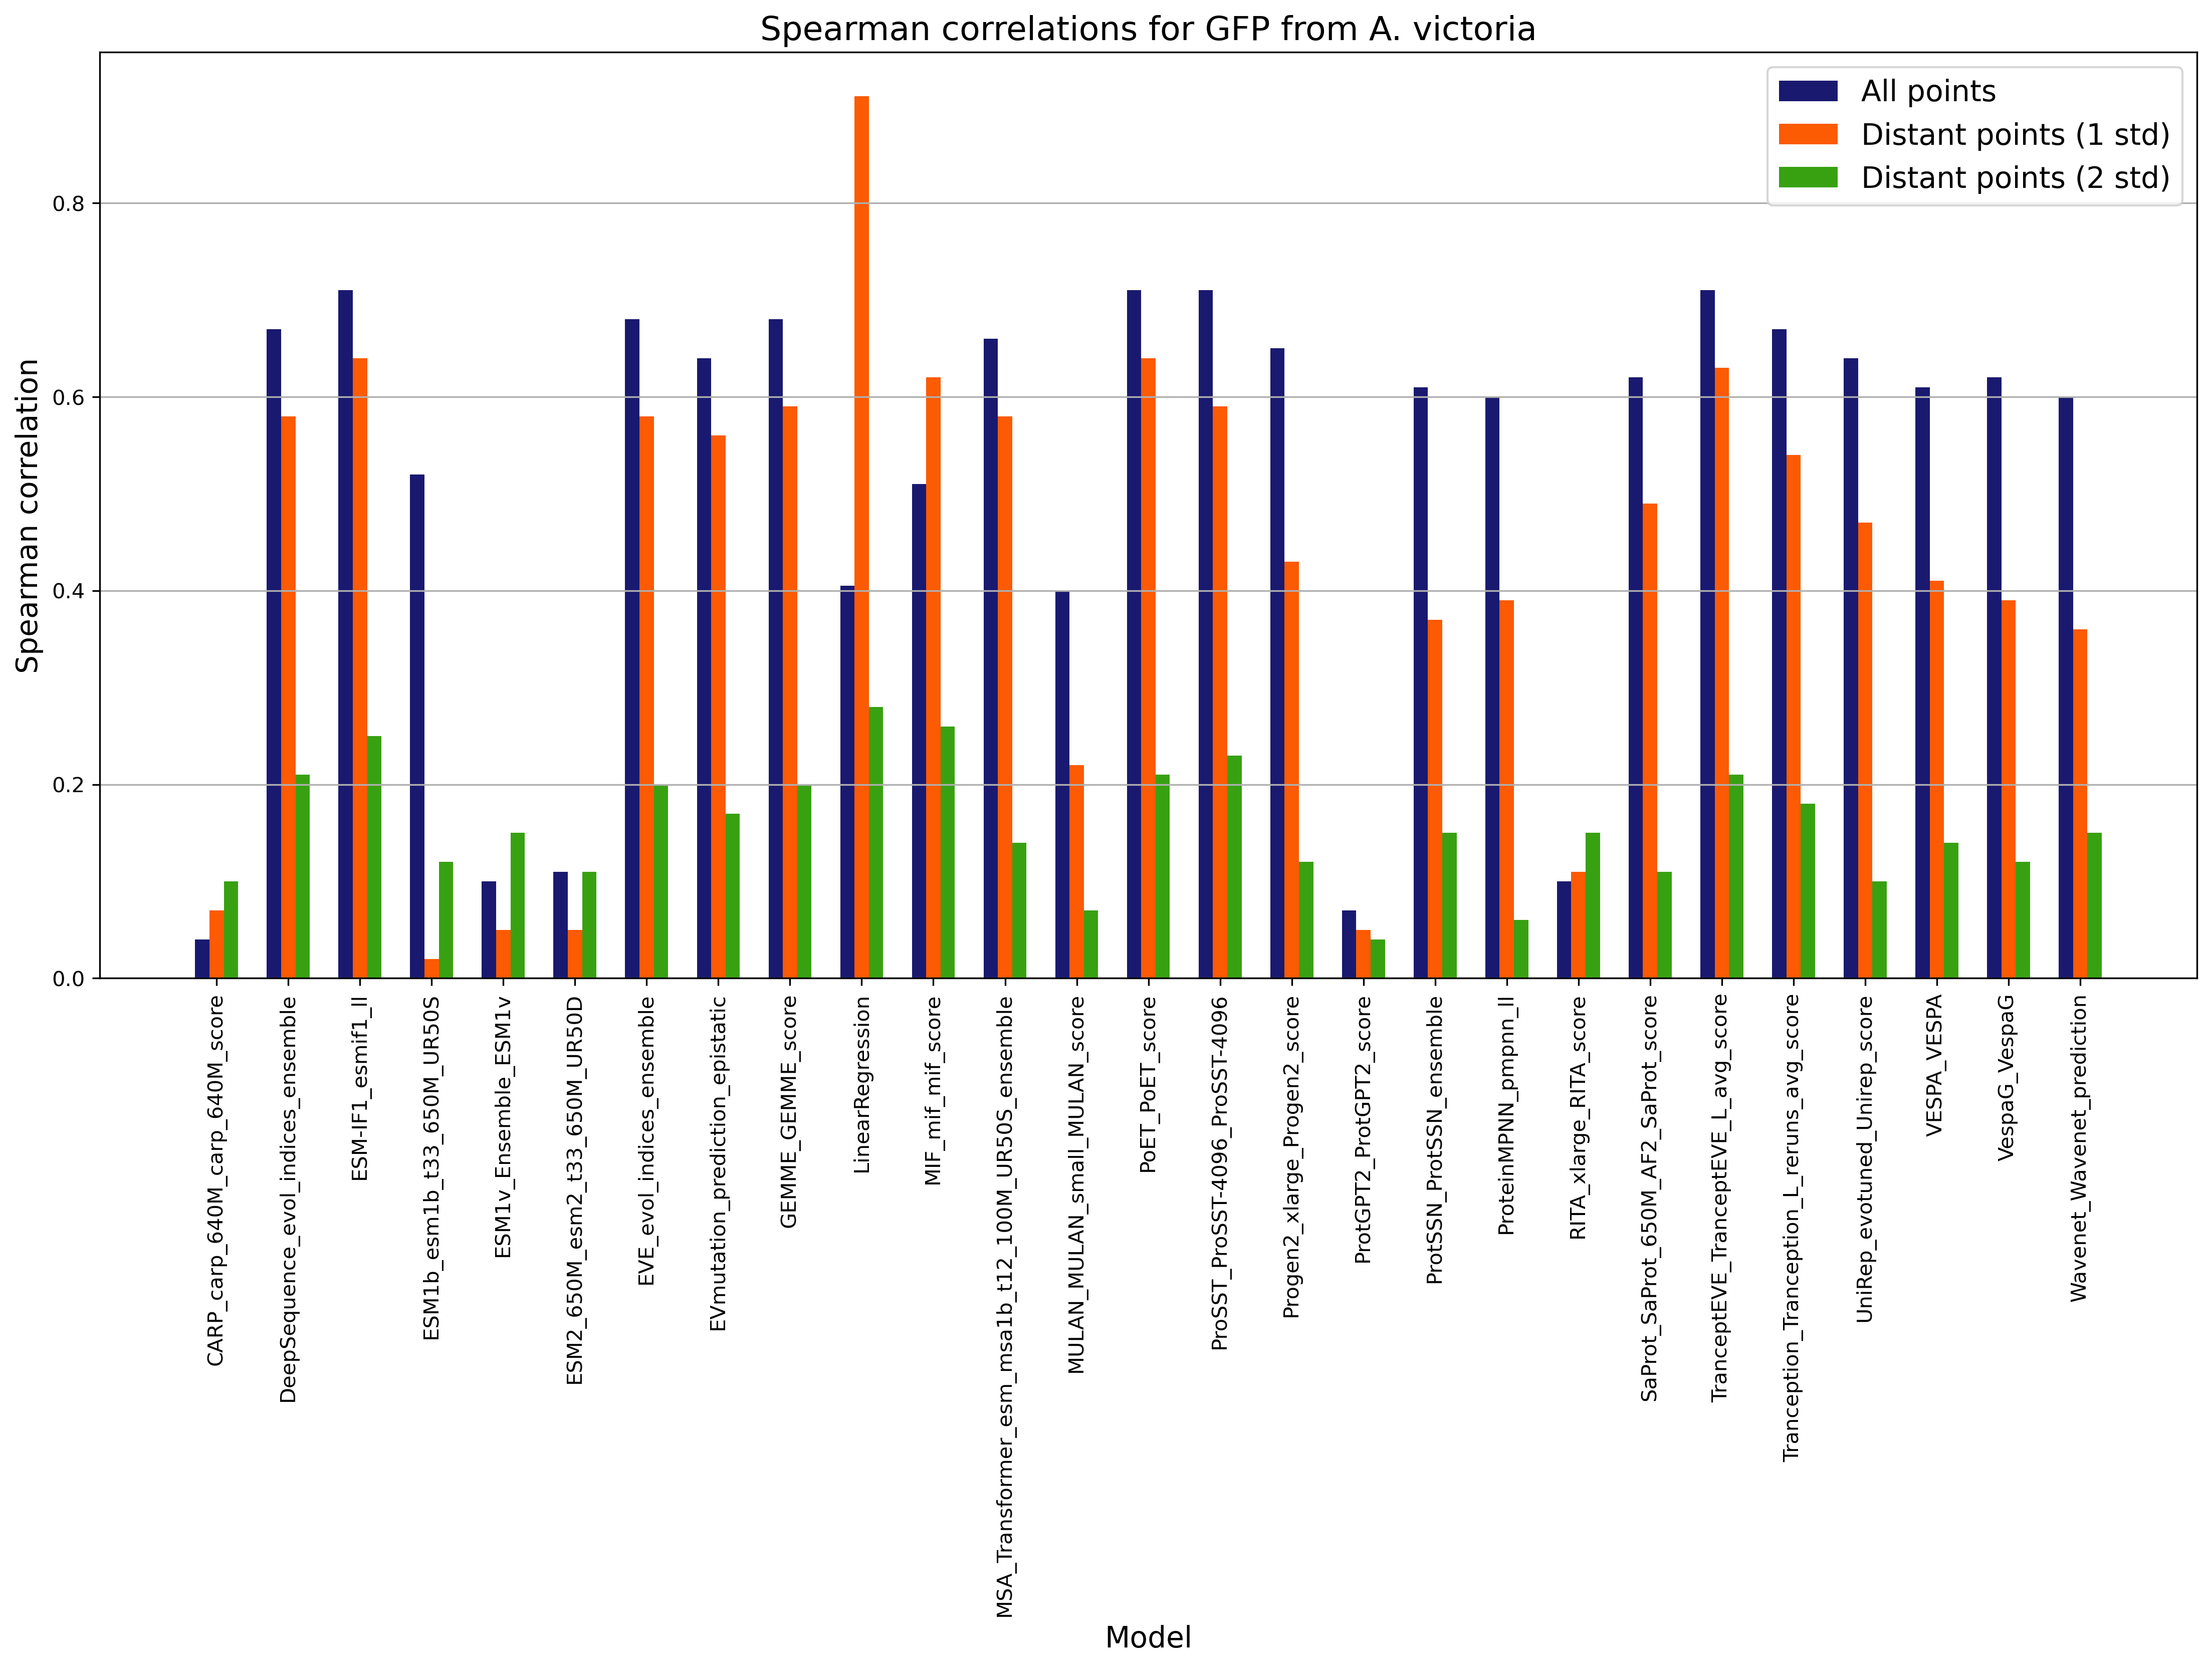 Spearman correlations for GFP from A. victoria
All points
Distant points (1 std)
Distant points (2 std)
Spearman correlation
0.8
0.6
0.4
0.2
0.0
CARP_carp_640M_carp_640M_score
DeepSequence_evol_indices_ensemble
ESM-IF1_esmif1_ll
ESM1b_esm1b_t33_650M_UR50S
ESM1v_Ensemble_ESM1v
ESM2_650M_esm2_t33_650M_UR50D
EVE_evol_indices_ensemble
EVmutation_prediction_epistatic
GEMME_GEMME_score
LinearRegression
MIF_mif_mif_score
MSA_Transformer_esm_msa1b_t12_100M_UR50S_ensemble
MULAN_MULAN_small_MULAN_score
PoET_PoET_score
ProSST_ProSST-4096_ProSST-4096
Progen2_xlarge_Progen2_score
ProtGPT2_ProtGPT2_score
ProtSSN_ProtSSN_ensemble
ProteinMPNN_pmpnn_ll
RITA_xlarge_RITA_score
SaProt_SaProt_650M_AF2_SaProt_score
TranceptEVE_TranceptEVE_L_avg_score
Tranception_Tranception_L_reruns_avg_score
UniRep_evotuned_Unirep_score
VESPA_VESPA
VespaG_VespaG
Wavenet_Wavenet_prediction
Model